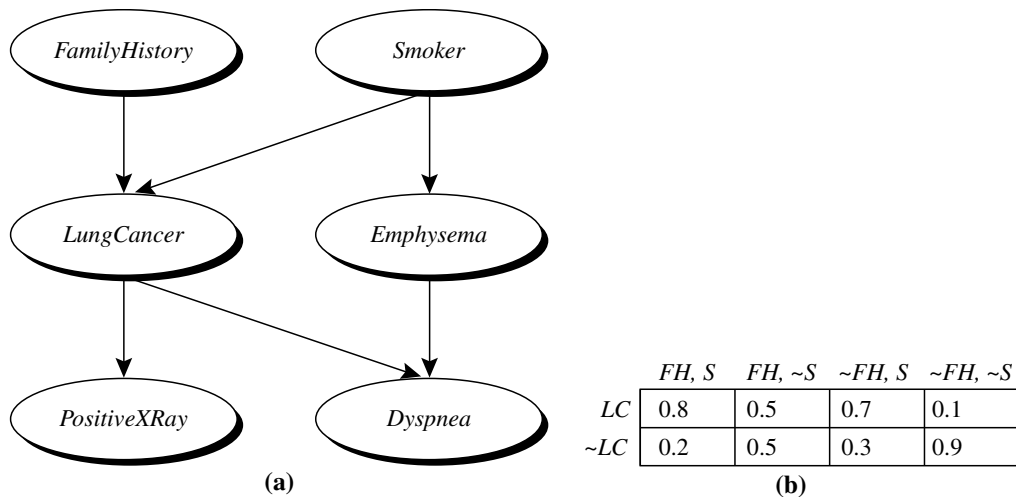 FamilyHistory
Smoker
LungCancer
Emphysema
PositiveXRay
Dyspnea
(a)
FH, S FH, ~S ~FH, S ~FH, ~S
LC 0.8 0.5 0.7 0.1
~LC 0.2 0.5 0.3 0.9
(b)